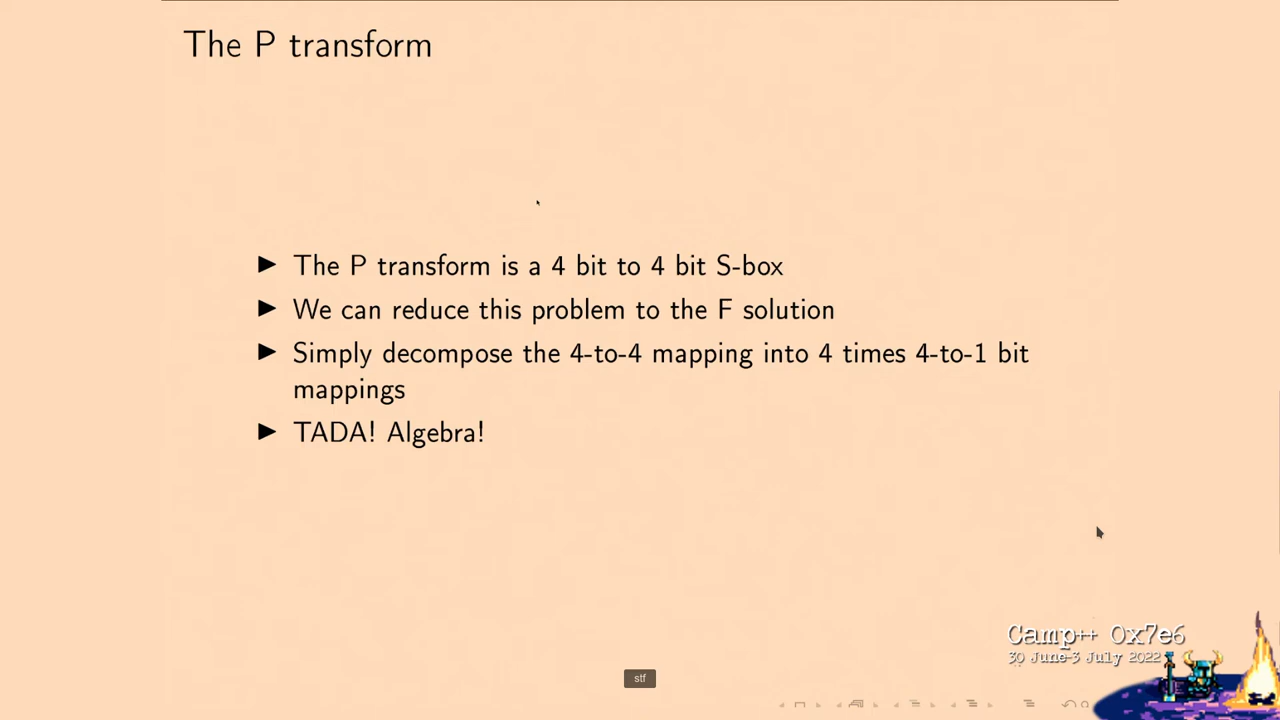 The P transform
▶ The P transform is a 4 bit to 4 bit S-box
▶ We can reduce this problem to the F solution
▶ Simply decompose the 4-to-4 mapping into 4 times 4-to-1 bit
mappings
▶ TADA! Algebra!
Camp++ 0x7e6
30 June-3 July 2022
stf